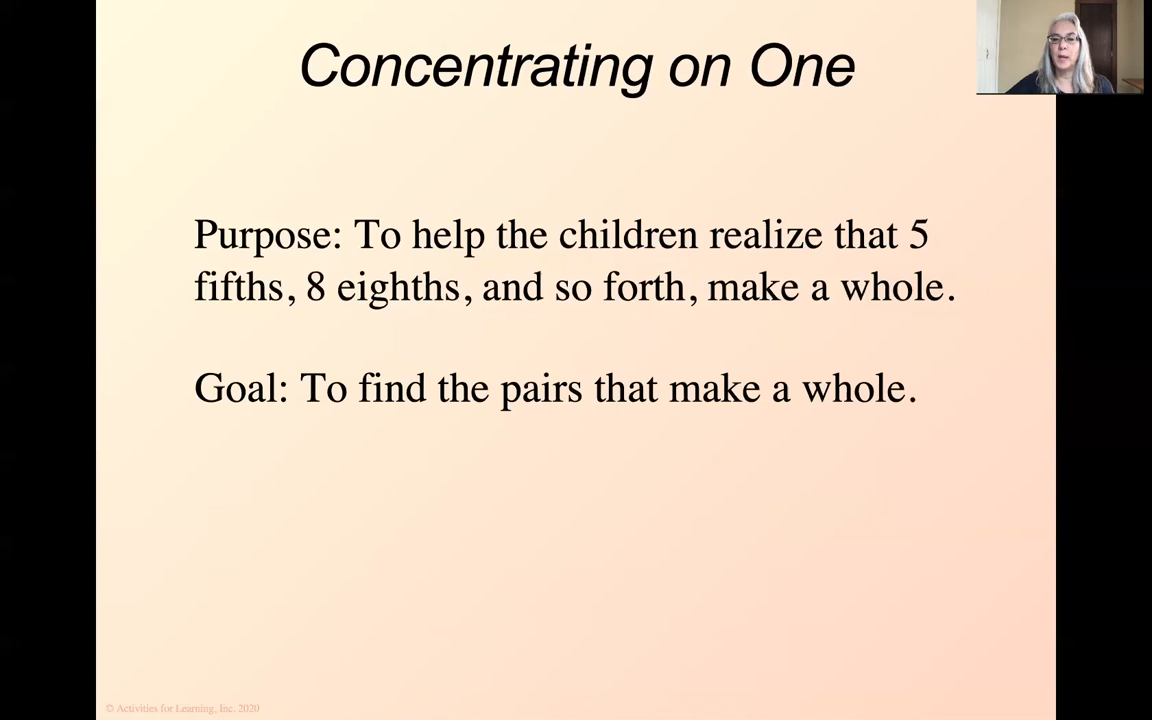 Concentrating on One
Purpose: To help the children realize that 5
fifths, 8 eighths, and so forth, make a whole.
Goal: To find the pairs that make a whole.
© Activities for Learning, Inc. 2020